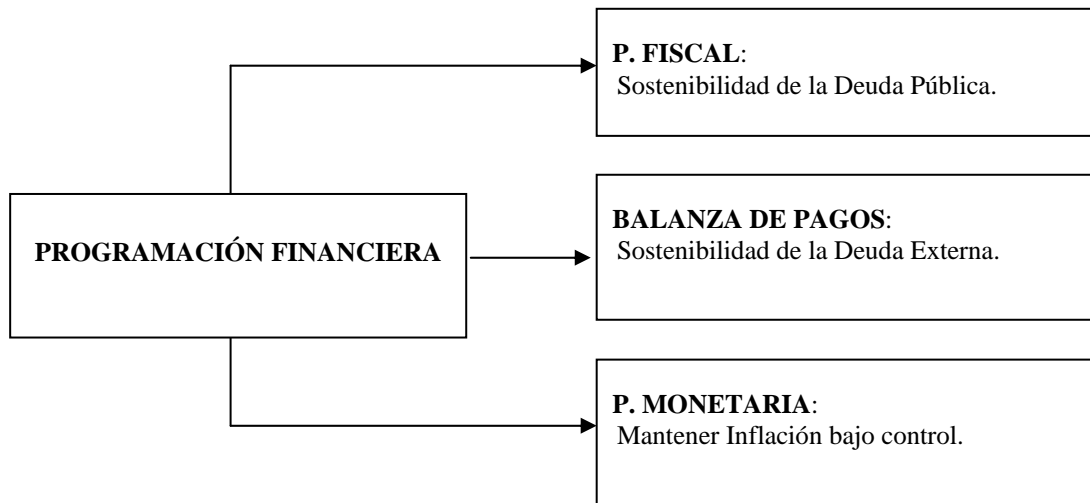 P. FISCAL:
Sostenibilidad de la Deuda Pública.
PROGRAMACIÓN FINANCIERA
BALANZA DE PAGOS:
Sostenibilidad de la Deuda Externa.
P. MONETARIA:
Mantener Inflación bajo control.